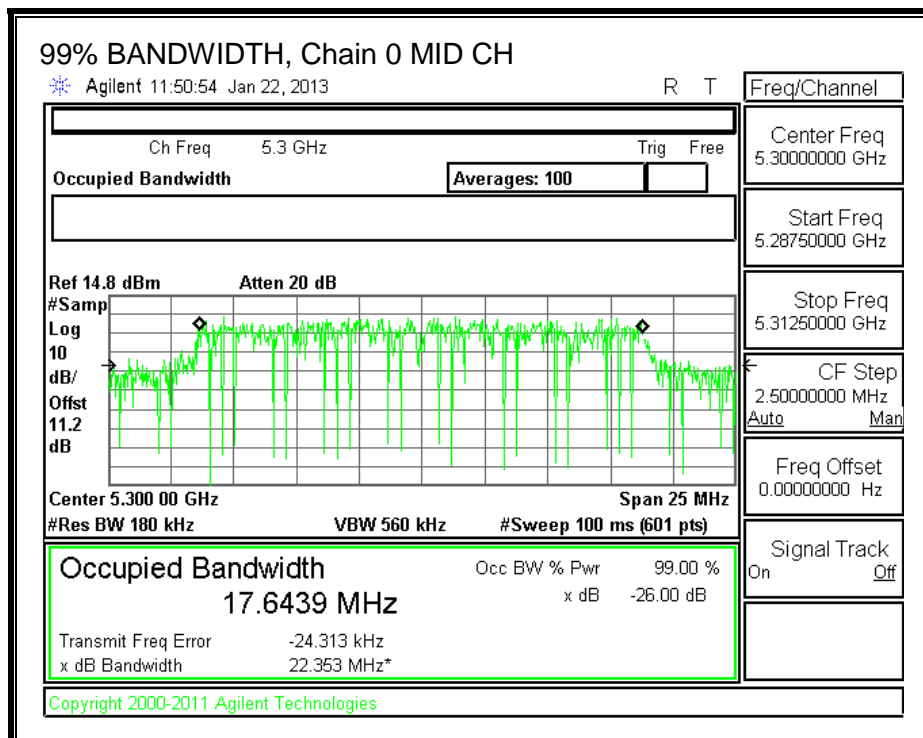 99% BANDWIDTH, Chain 0 MID CH
Agilent 11:50:54 Jan 22, 2013 R T
Freq/Channel
Ch Freq 5.3 GHz Trig Free
Occupied Bandwidth Averages: 100
Center Freq
5.30000000 GHz
Start Freq
5.28750000 GHz
Stop Freq
5.31250000 GHz
CF Step
2.50000000 MHz
Auto Man
Freq Offset
0.00000000 Hz
Signal Track
On Off
Ref 14.8 dBm Atten 20 dB
#Samp
Log
10
dB/
Offst
11.2
dB
Center 5.300 00 GHz Span 25 MHz
#Res BW 180 kHz VBW 560 kHz #Sweep 100 ms (601 pts)
Occupied Bandwidth Occ BW % Pwr 99.00 %
17.6439 MHz x dB -26.00 dB
Transmit Freq Error -24.313 kHz
x dB Bandwidth 22.353 MHz*
Copyright 2000-2011 Agilent Technologies